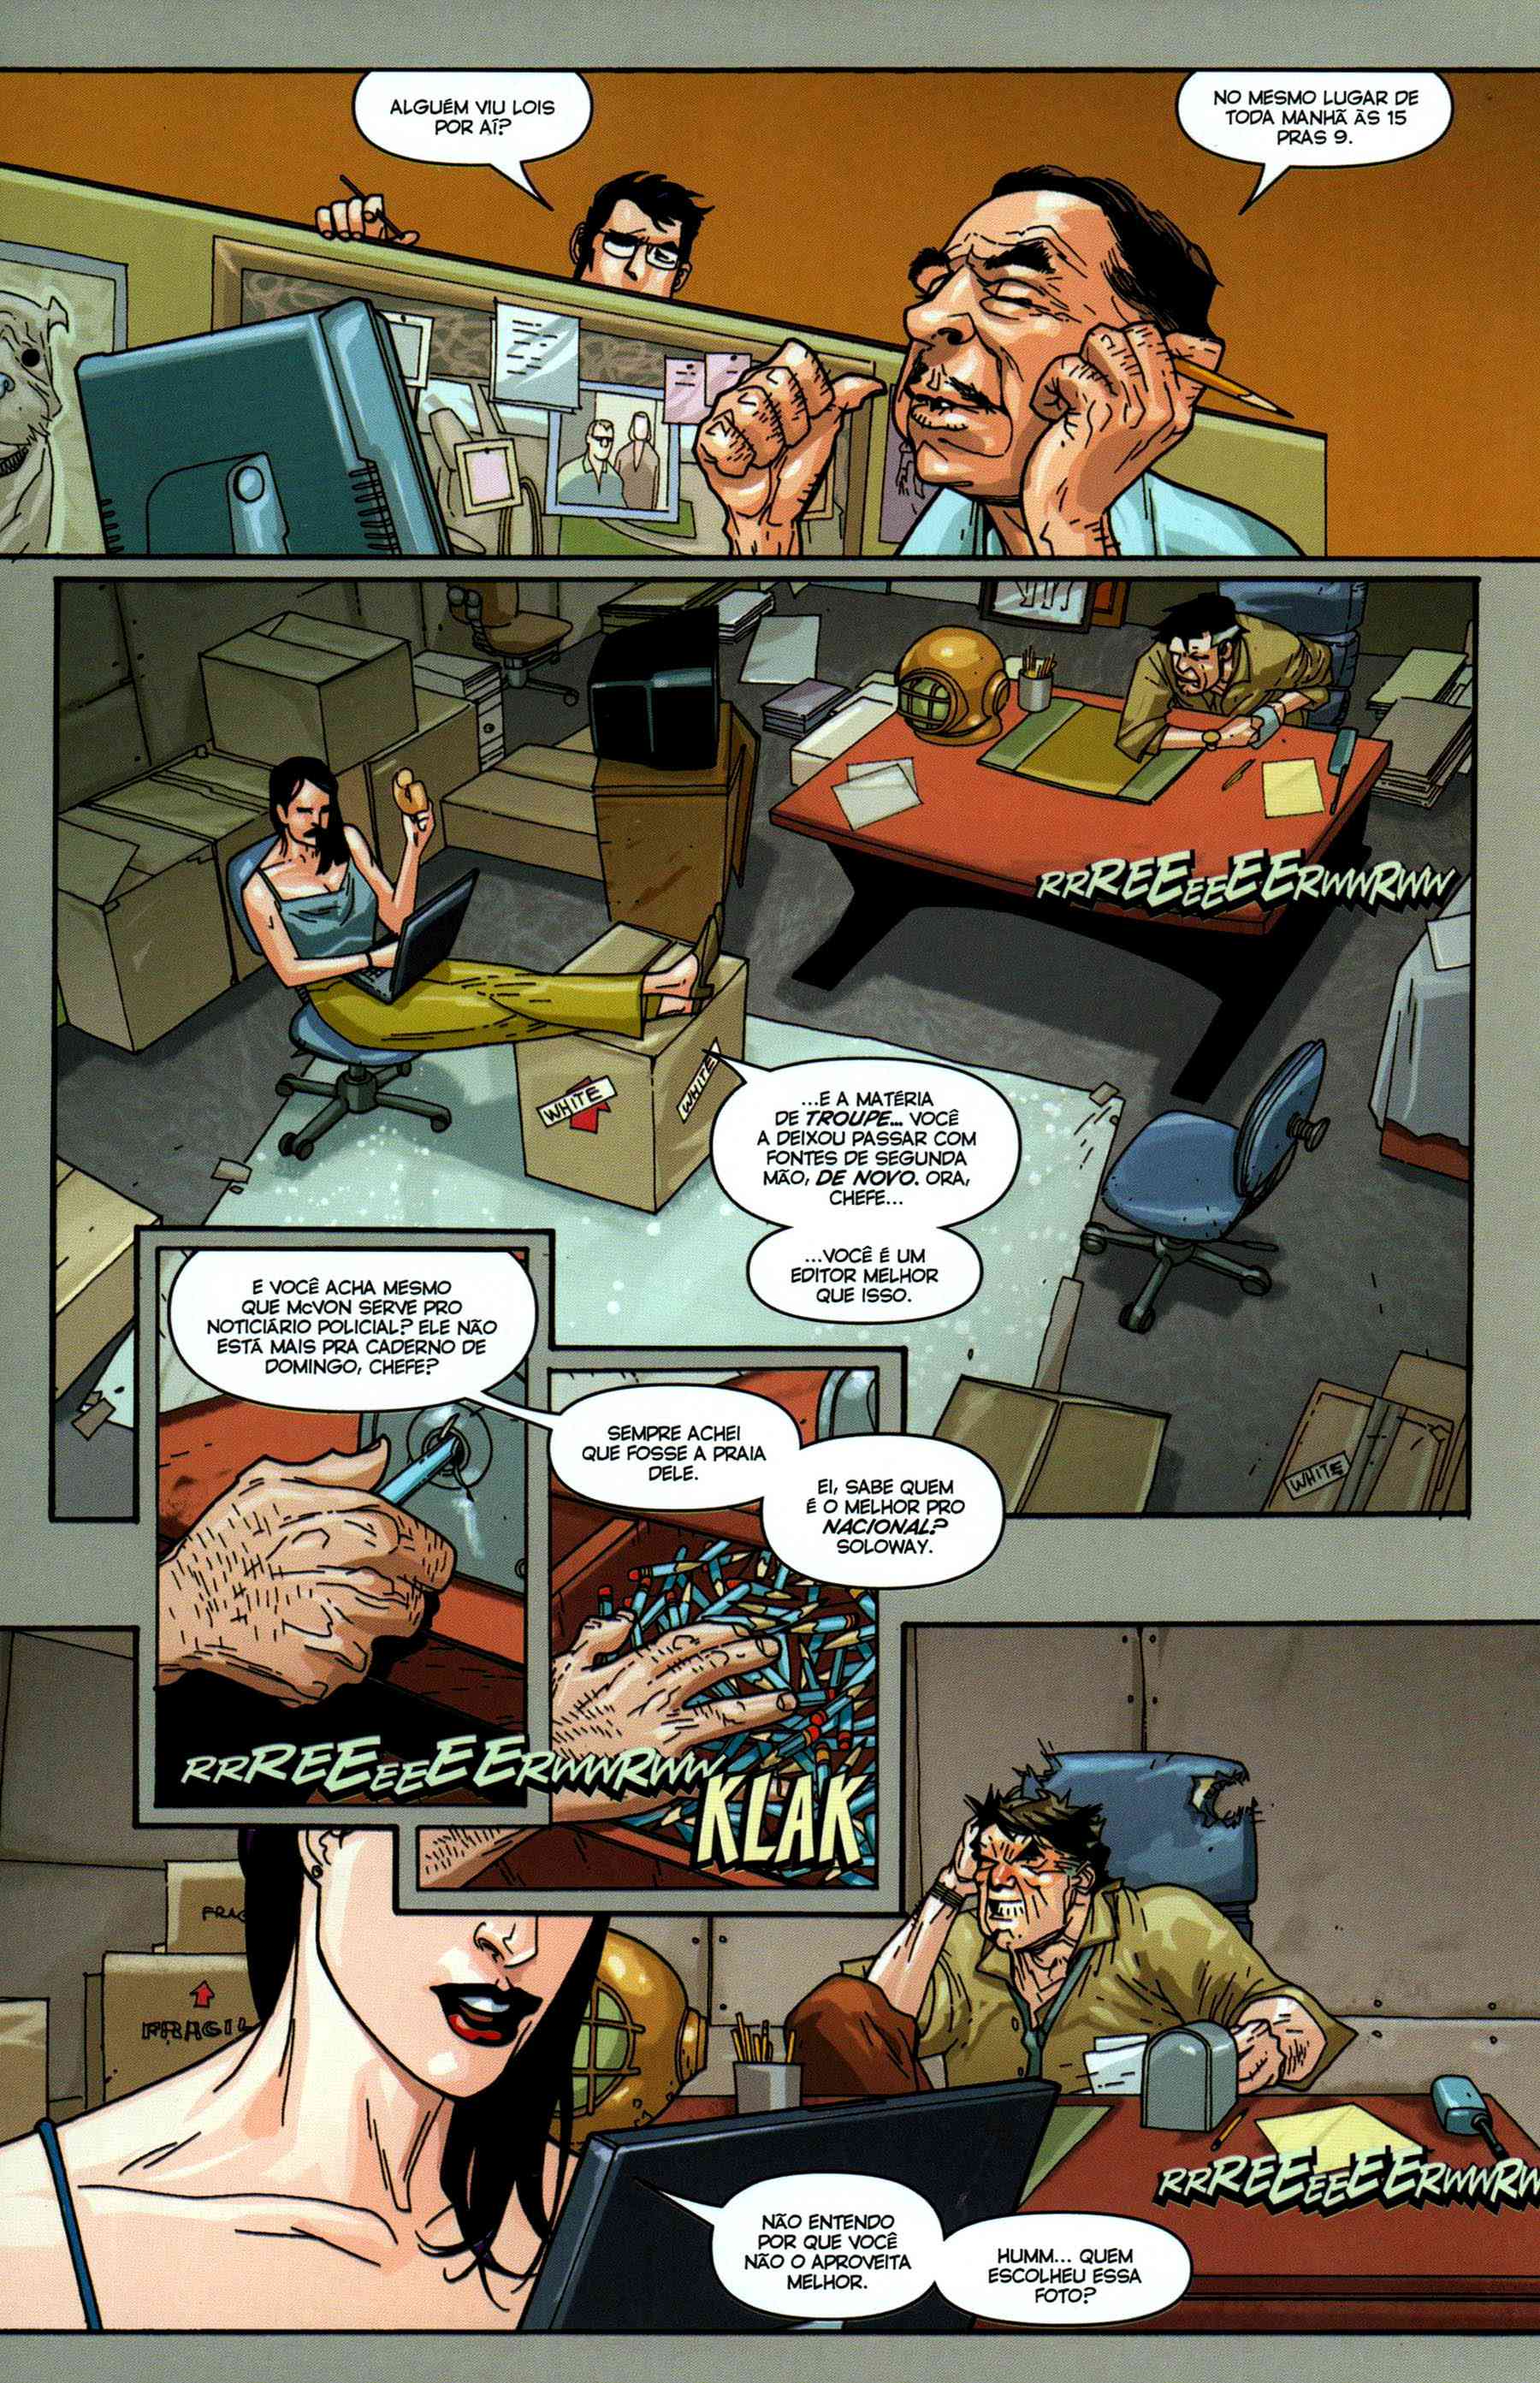 ALGUÉM VIU LOIS
POR AÍ?
NO MESMO LUGAR DE
TODA MANHÃ ÀS 15
PRAS 9.
RRREEEEEEERWWRWW
WHITE
WHITE
...E A MATÉRIA
DE TROUPE... VOCÊ
A DEIXOU PASSAR COM
FONTES DE SEGUNDA
MÃO, DE NOVO. ORA,
CHEFE...
...VOCÊ É UM
EDITOR MELHOR
QUE ISSO.
WHITE
E VOCÊ ACHA MESMO
QUE McVON SERVE PRO
NOTICIÁRIO POLICIAL? ELE NÃO
ESTÁ MAIS PRA CADERNO DE
DOMINGO, CHEFE?
SEMPRE ACHEI
QUE FOSSE A PRAIA
DELE.
EI, SABE QUEM
É O MELHOR PRO
NACIONAL?
SOLOWAY.
RRREEEEEEERWWRWW
KLAK
FRAG
FRAGIL
RRREEEEEEERWWRW
NÃO ENTENDO
POR QUE VOCÊ
NÃO O APROVEITA
MELHOR.
HUMM... QUEM
ESCOLHEU ESSA
FOTO?